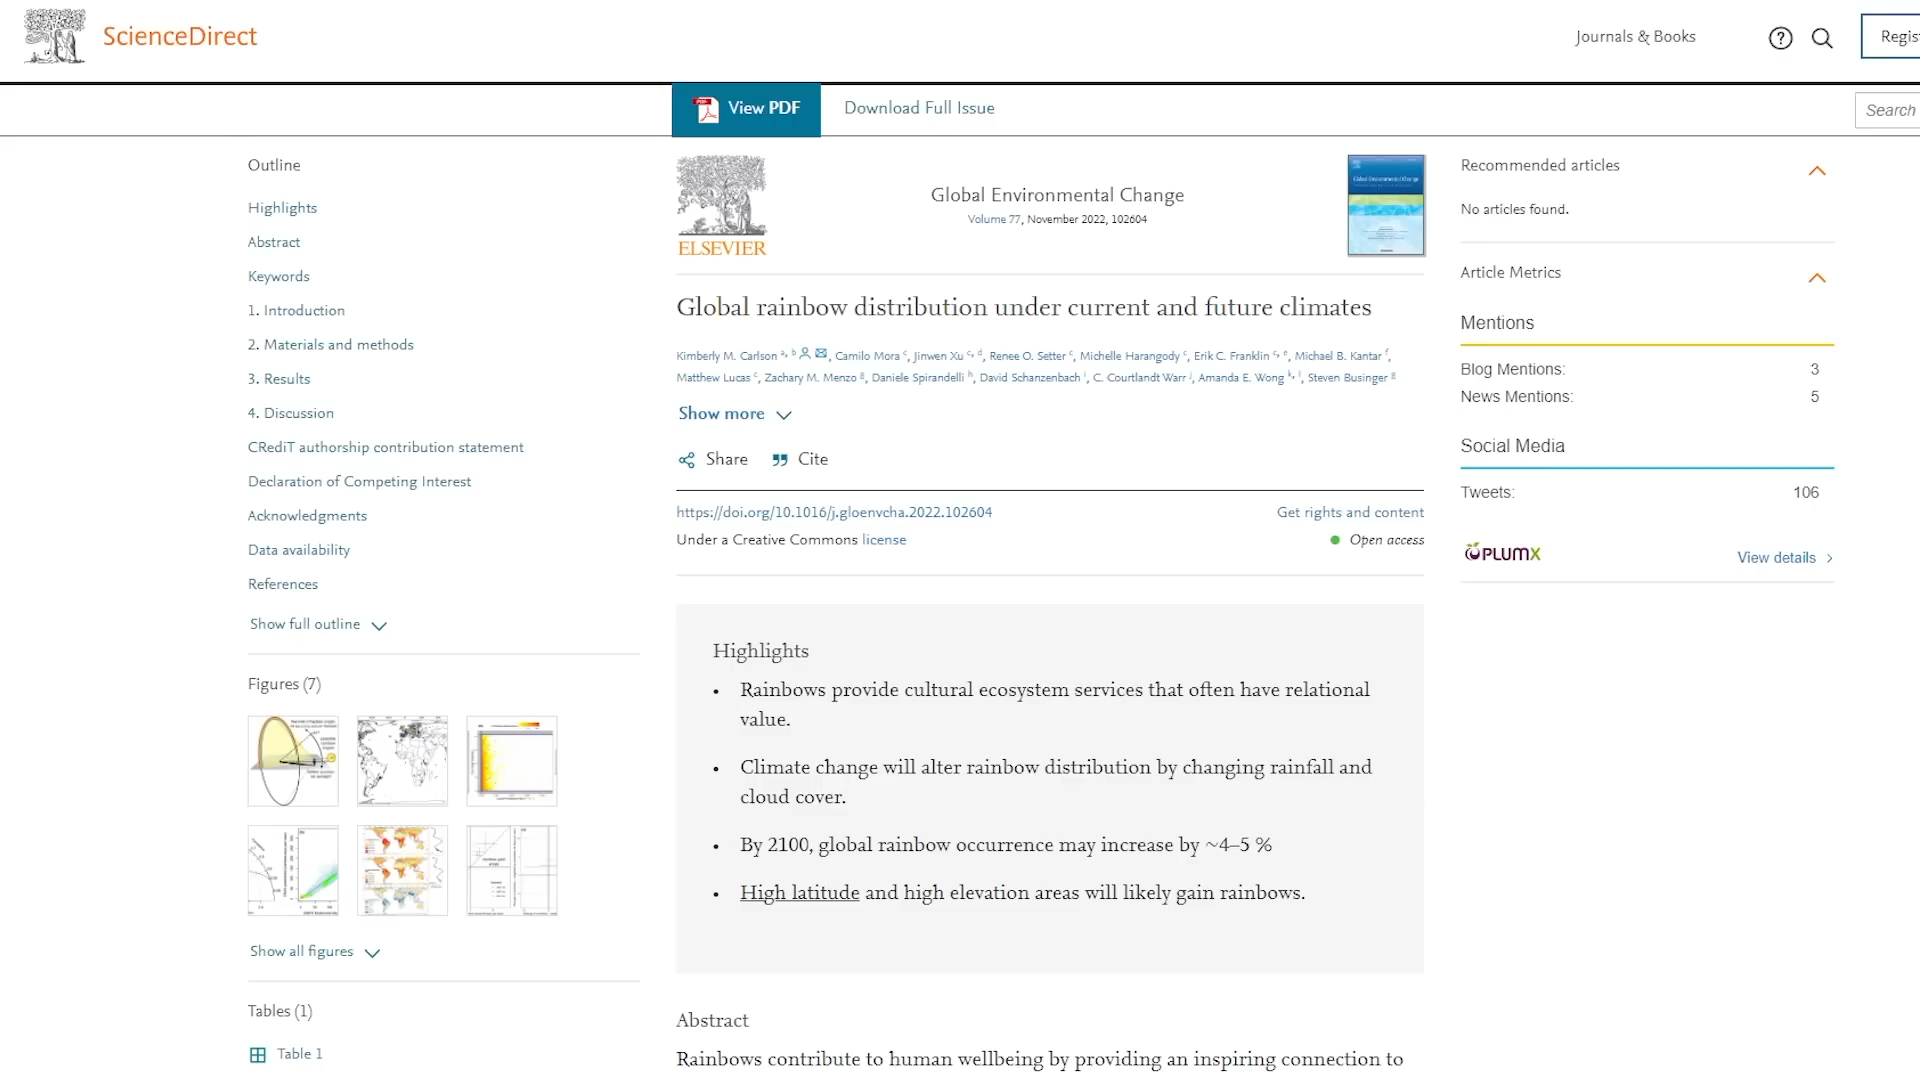 ScienceDirect
Journals & Books
Regis
View PDF
Download Full Issue
Search
Outline
Highlights
Abstract
Keywords
1. Introduction
2. Materials and methods
3. Results
4. Discussion
CRediT authorship contribution statement
Declaration of Competing Interest
Acknowledgments
Data availability
References
Show full outline
Figures (7)
Show all figures
Tables (1)
Table 1
ELSEVIER
Global Environmental Change
Volume 77, November 2022, 102604
Global rainbow distribution under current and future climates
Kimberly M. Carlson a, b, Camilo Mora c, Jinwen Xu c, d, Renee O. Setter c, Michelle Harangody c, Erik C. Franklin c, e, Michael B. Kantar f,
Matthew Lucas c, Zachary M. Menzo g, Daniele Spirandelli h, David Schanzenbach i, C. Courtlandt Warr j, Amanda E. Wong k, l, Steven Businger g
Show more
Share Cite
https://doi.org/10.1016/j.gloenvcha.2022.102604
Get rights and content
Under a Creative Commons license
Open access
Highlights
• Rainbows provide cultural ecosystem services that often have relational
value.
• Climate change will alter rainbow distribution by changing rainfall and
cloud cover.
• By 2100, global rainbow occurrence may increase by ~4–5 %
• High latitude and high elevation areas will likely gain rainbows.
Abstract
Rainbows contribute to human wellbeing by providing an inspiring connection to
Recommended articles
No articles found.
Article Metrics
Mentions
Blog Mentions: 3
News Mentions: 5
Social Media
Tweets: 106
PLUMX
View details